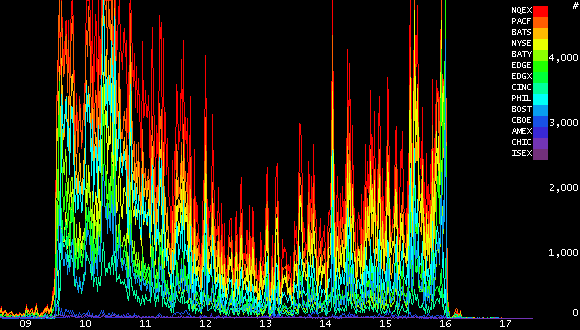 #
NQEX
PACF
BATS
NYSE
BATY
EDGE
EDGX
CINC
PHIL
BOST
CBOE
AMEX
CHIC
ISEX
4,000
3,000
2,000
1,000
0
09 10 11 12 13 14 15 16 17